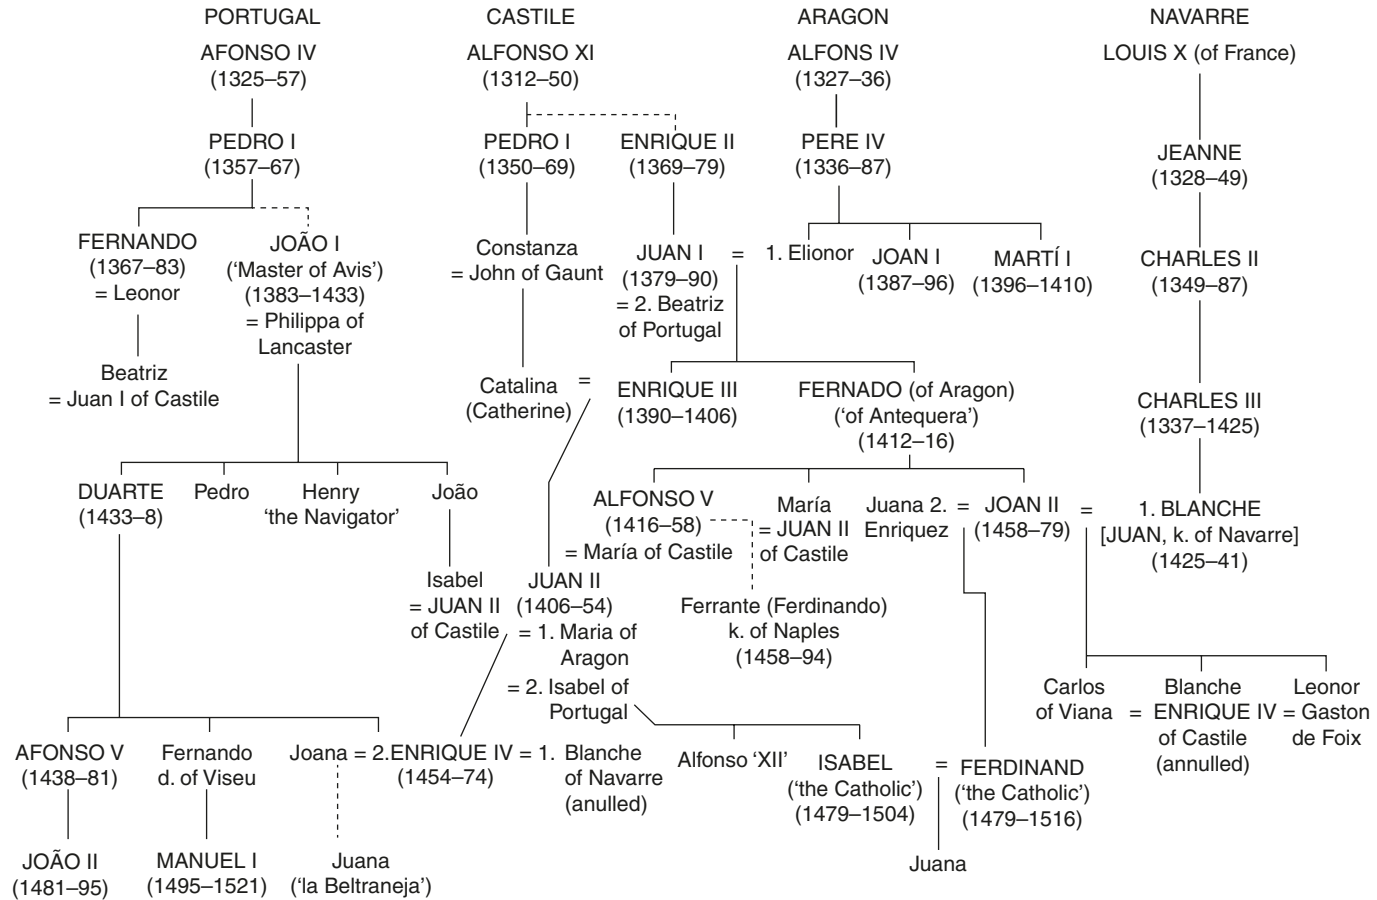 PORTUGAL
CASTILE
ARAGON
NAVARRE
AFONSO IV
(1325–57)
ALFONSO XI
(1312–50)
ALFONS IV
(1327–36)
LOUIS X (of France)
PEDRO I
(1357–67)
PEDRO I
(1350–69)
ENRIQUE II
(1369–79)
PERE IV
(1336–87)
JEANNE
(1328–49)
FERNANDO
(1367–83)
= Leonor
JOÃO I
(‘Master of Avis’)
(1383–1433)
= Philippa of
Lancaster
Constanza
= John of Gaunt
JUAN I
(1379–90)
= 2. Beatriz
of Portugal
=
1. Elionor
JOAN I
(1387–96)
MARTÍ I
(1396–1410)
CHARLES II
(1349–87)
Beatriz
= Juan I of Castile
Catalina
(Catherine)
=
ENRIQUE III
(1390–1406)
FERNADO (of Aragon)
(‘of Antequera’)
(1412–16)
CHARLES III
(1337–1425)
DUARTE
(1433–8)
Pedro
Henry
‘the Navigator’
João
ALFONSO V
(1416–58)
= María of Castile
María
= JUAN II
of Castile
Juana 2.
Enriquez
=
JOAN II
(1458–79)
=
1. BLANCHE
[JUAN, k. of Navarre]
(1425–41)
Isabel
= JUAN II
of Castile
JUAN II
(1406–54)
= 1. Maria of
Aragon
= 2. Isabel of
Portugal
Ferrante (Ferdinando)
k. of Naples
(1458–94)
Carlos
of Viana
Blanche
= ENRIQUE IV
of Castile
(annulled)
Leonor
= Gaston
de Foix
AFONSO V
(1438–81)
Fernando
d. of Viseu
Joana = 2.ENRIQUE IV = 1.
(1454–74)
Blanche
of Navarre
(anulled)
Alfonso ‘XII’
ISABEL
(‘the Catholic’)
(1479–1504)
=
FERDINAND
(‘the Catholic’)
(1479–1516)
JOÃO II
(1481–95)
MANUEL I
(1495–1521)
Juana
(‘la Beltraneja’)
Juana